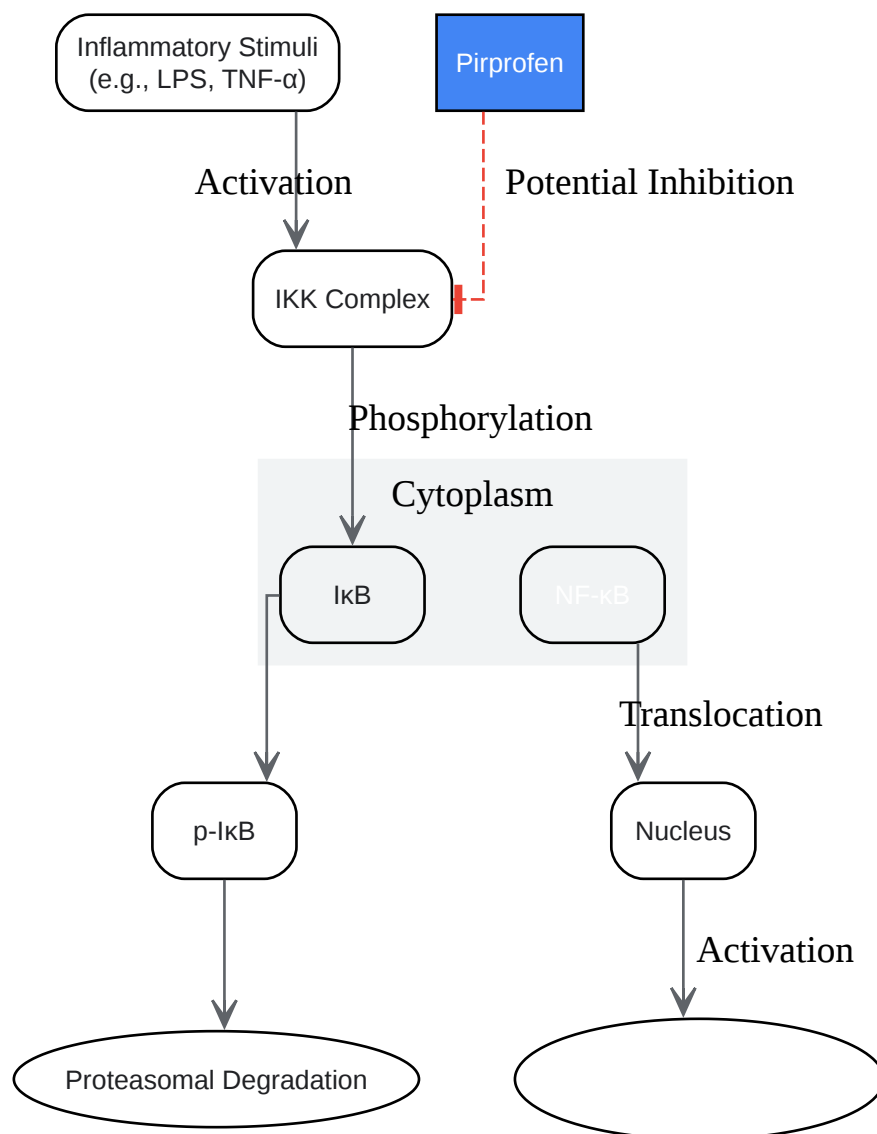 Inflammatory Stimuli
(e.g., LPS, TNF-α)
Pirprofen
Activation
Potential Inhibition
IKK Complex
Phosphorylation
Cytoplasm
IκB
NF-κB
Translocation
p-IκB
Nucleus
Activation
Proteasomal Degradation